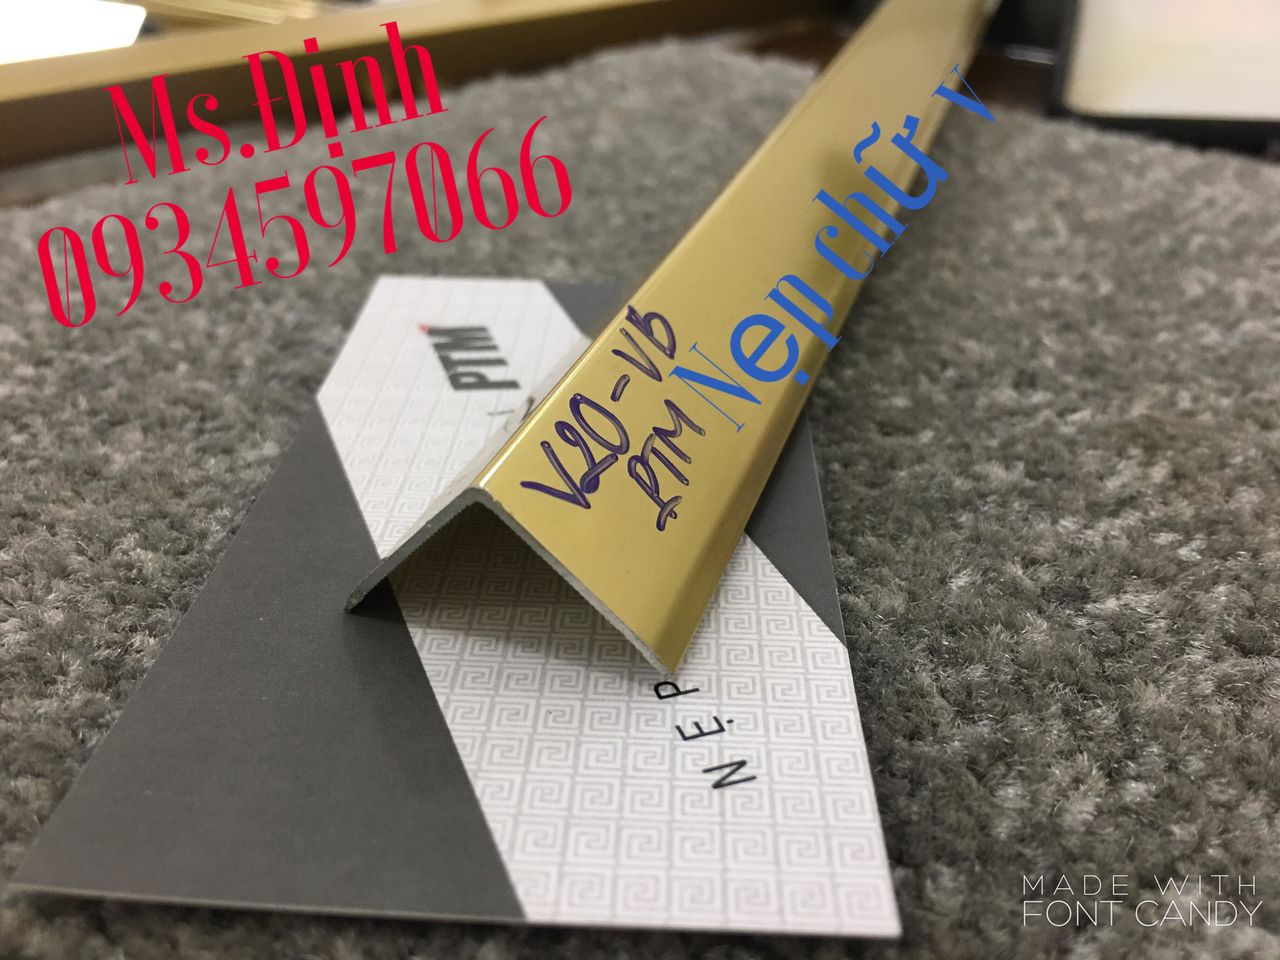 Ms.Định
0934597066
Nẹp chữ V
V20-VB
PTM
PTM
NẸP
MADE WITH
FONT CANDY